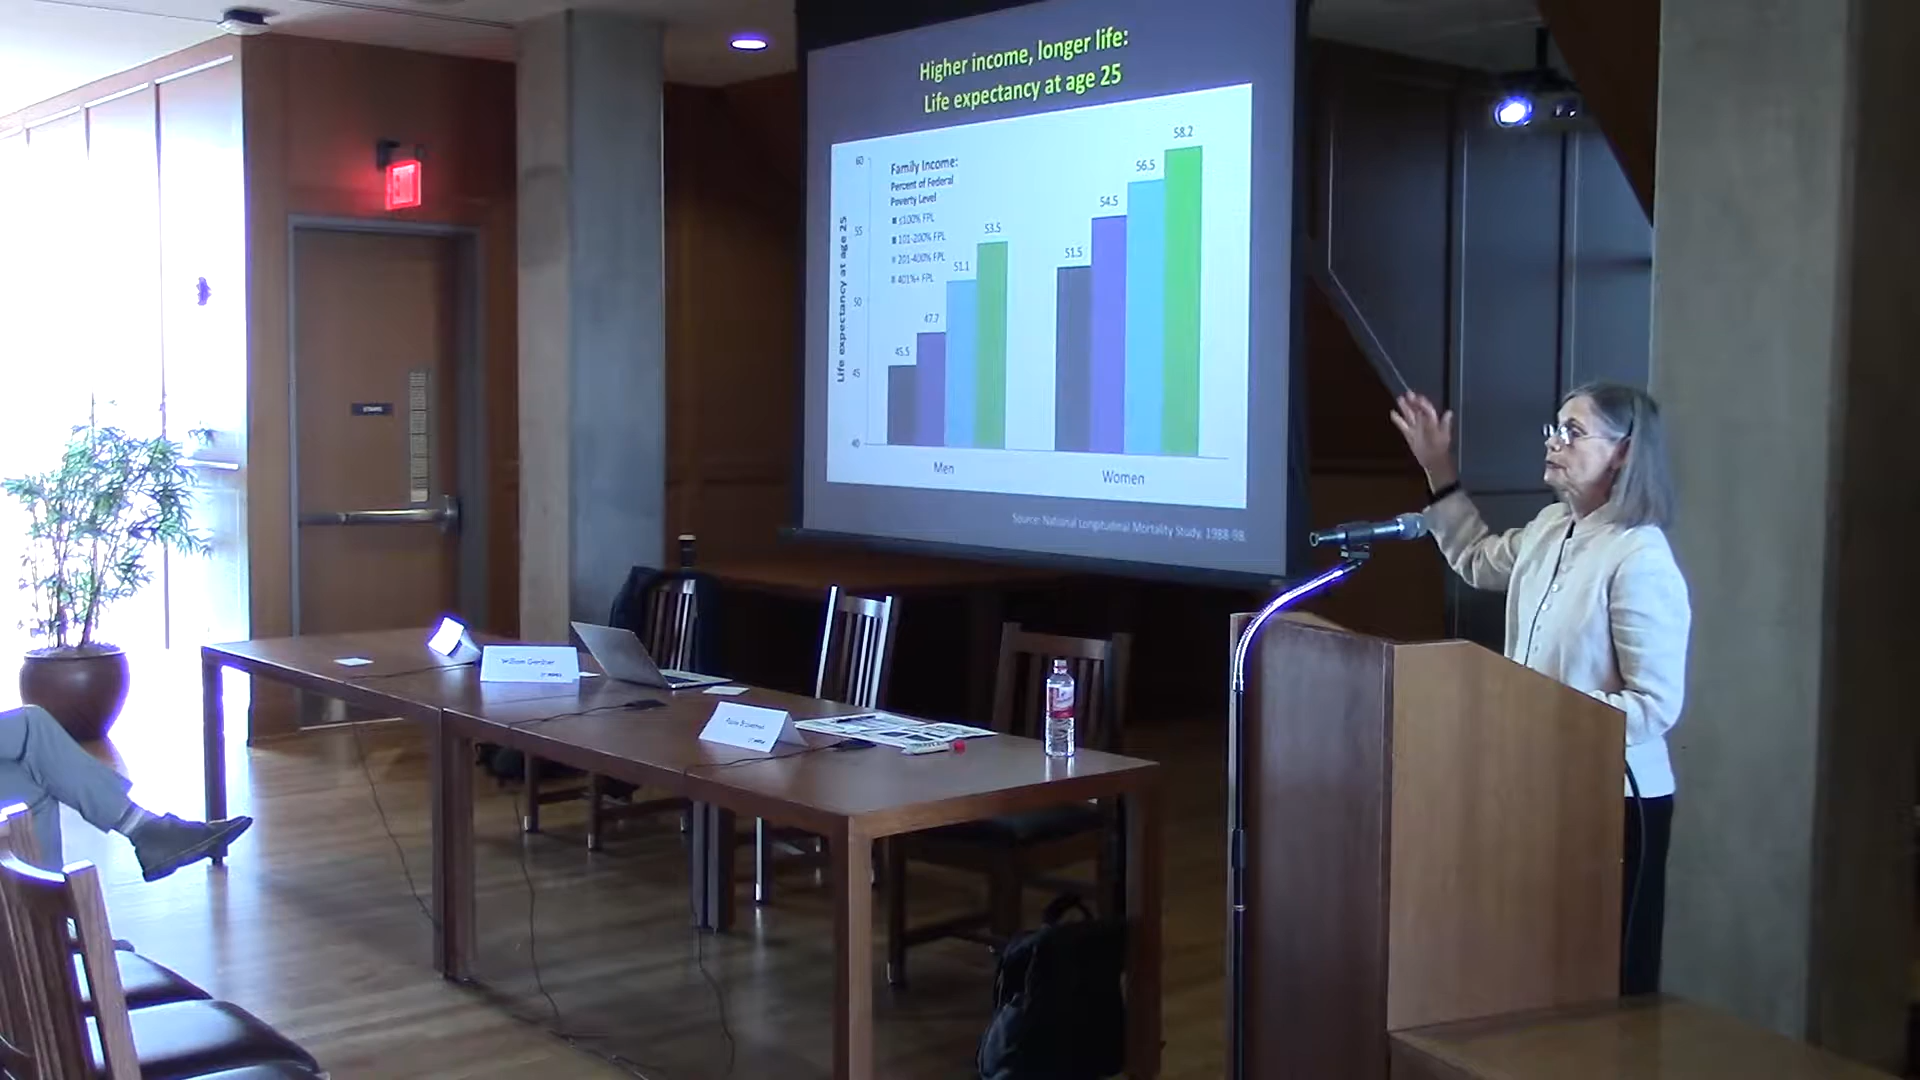 Higher income, longer life:
Life expectancy at age 25
58.2
60
Family Income:
56.5
Percent of Federal
Poverty Level
54.5
≤100% FPL
53.5
55
101-200% FPL
51.5
201-400% FPL
51.1
401%+ FPL
Life expectancy at age 25
50
47.7
45.5
45
40
Men
Women
Source: National Longitudinal Mortality Study, 1988-98.
STAIRS
William Gardner